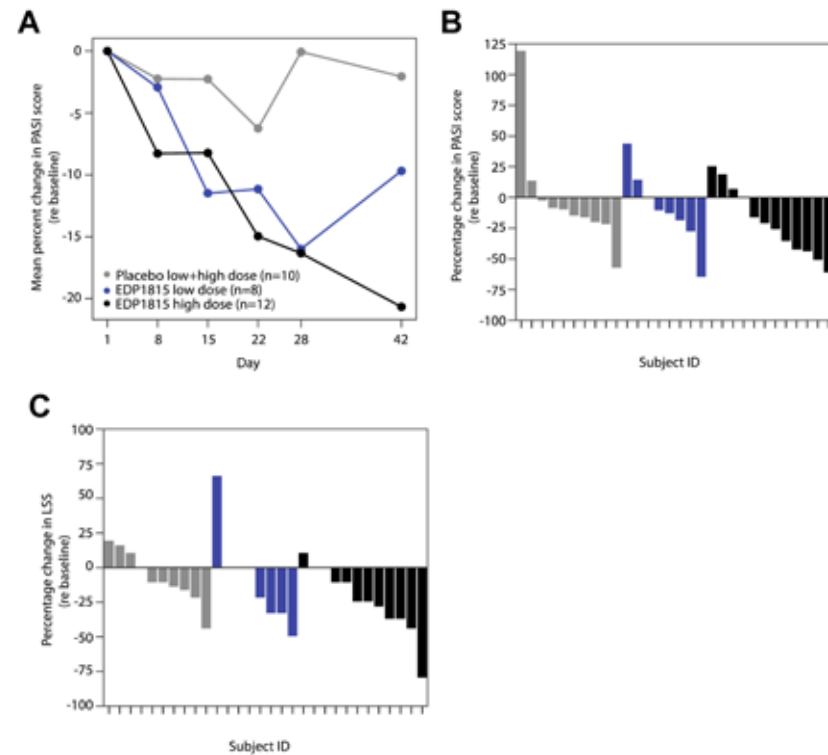 A
Mean percent change in PASI score
(re baseline)
0
-5
-10
-15
-20
Placebo low+high dose (n=10)
EDP1815 low dose (n=8)
EDP1815 high dose (n=12)
1 8 15 22 28 42
Day
B
Percentage change in PASI score
(re baseline)
125
100
75
50
25
0
-25
-50
-75
-100
Subject ID
C
Percentage change in LSS
(re baseline)
100
75
50
25
0
-25
-50
-75
-100
Subject ID